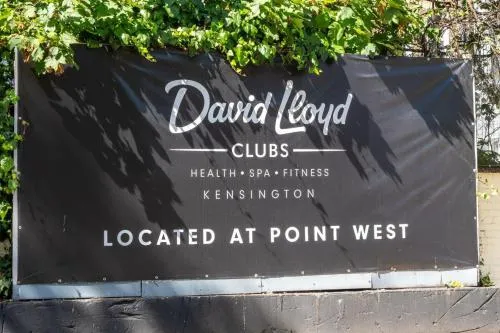 David Lloyd
CLUBS
HEALTH • SPA • FITNESS
KENSINGTON
LOCATED AT POINT WEST